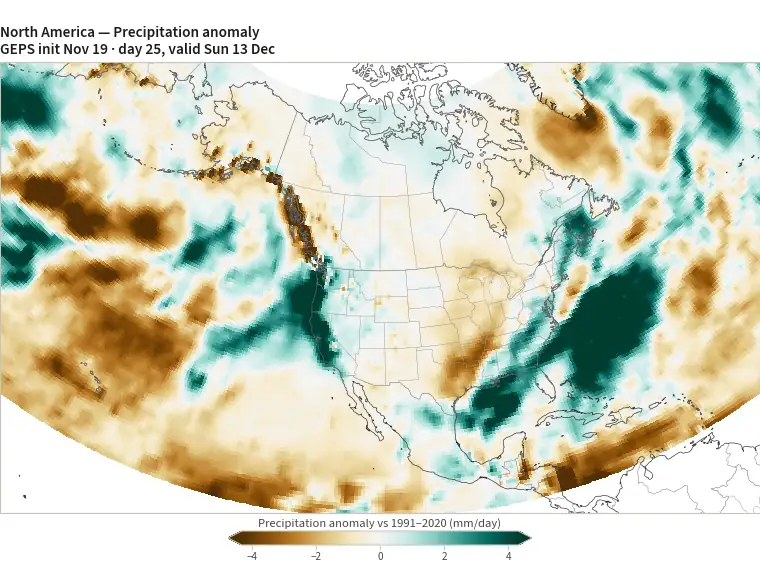 North America — Precipitation anomaly
GEPS init Nov 19 · day 25, valid Sun 13 Dec
Precipitation anomaly vs 1991–2020 (mm/day)
−4 −2 0 2 4